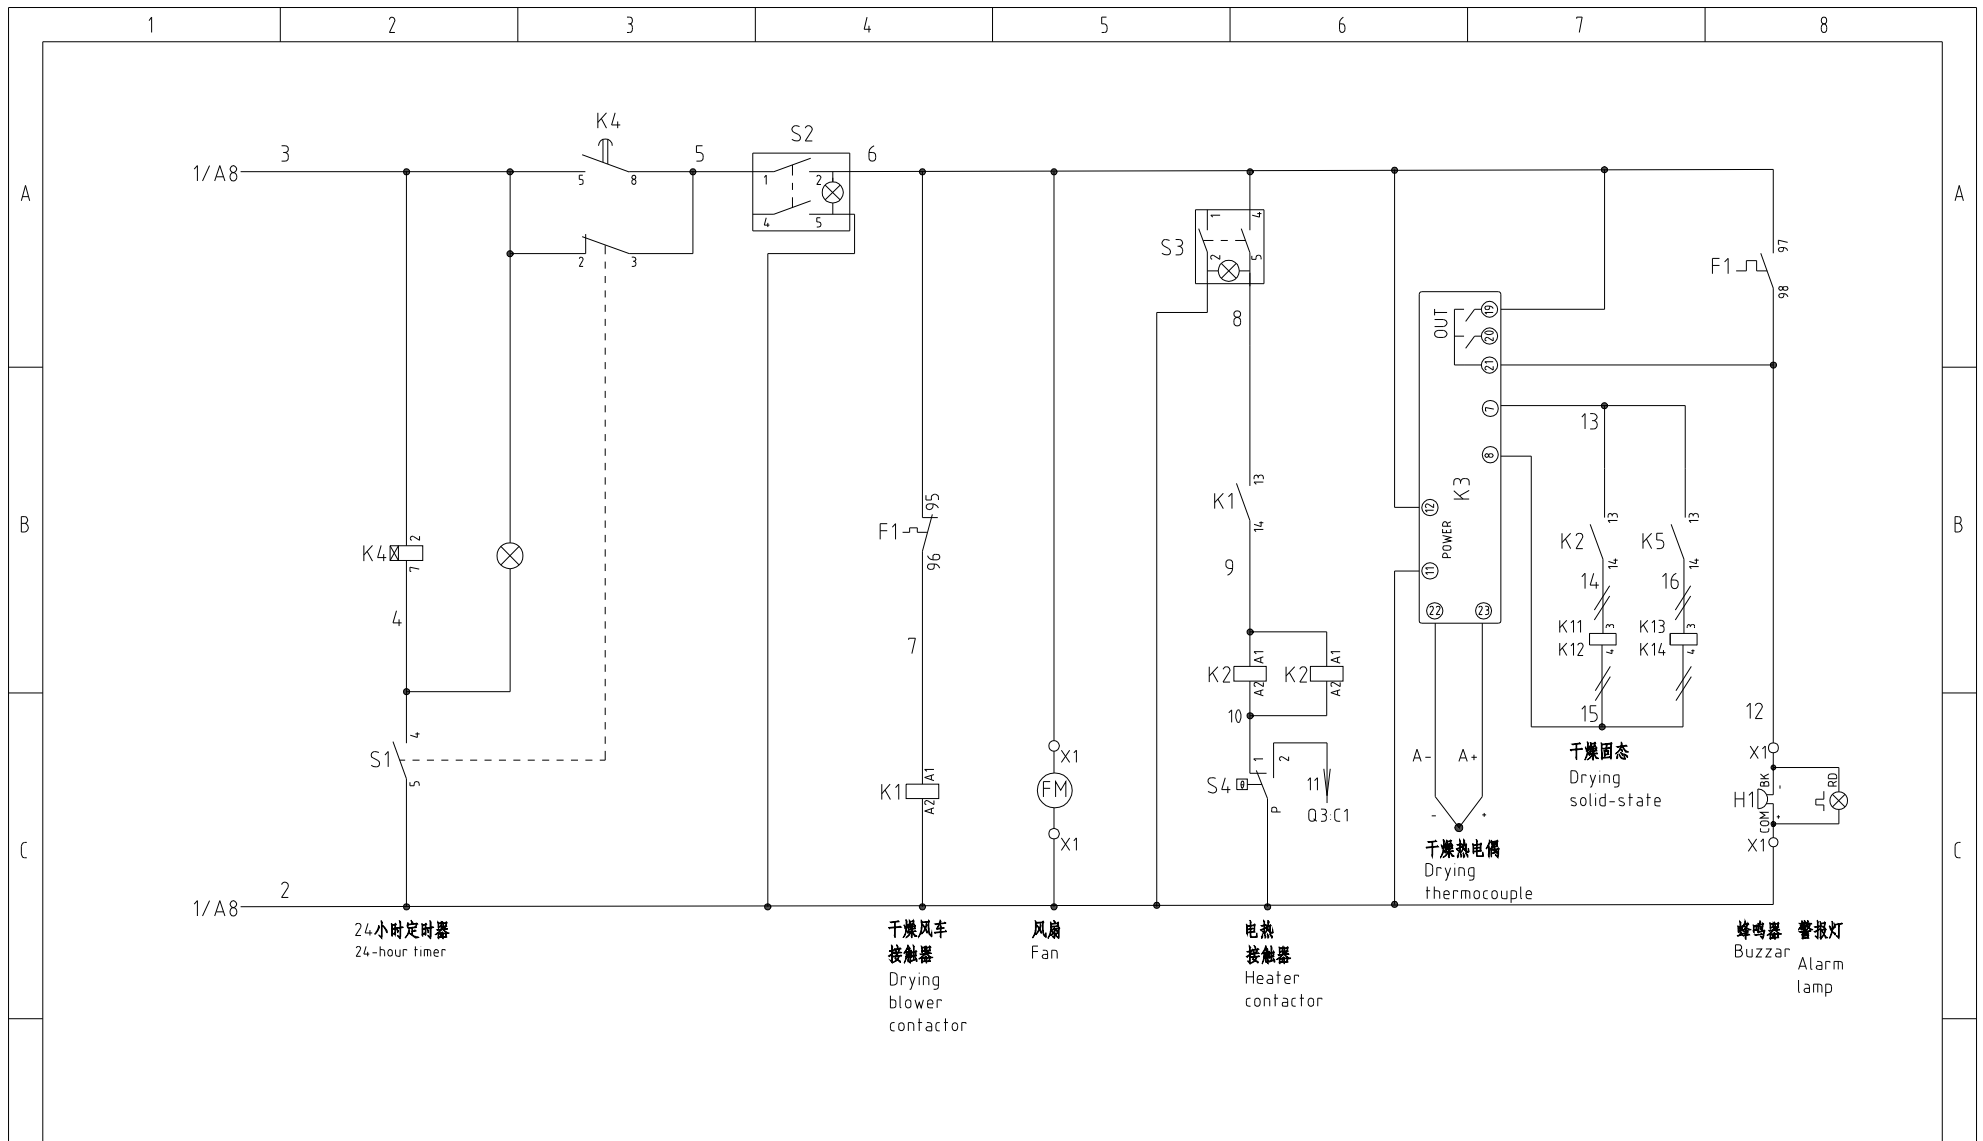 1 2 3 4 5 6 7 8
K4
S2
3 5 6
1/A8
5 8 1 2
A A
4 5
1 4
S3
2 3
2 5
97
F1
98
8
OUT
19
20
21
7
13
8
K3
95
F1
96
13
K1
14
12
POWER
11
B B
K4
2
7
13
K2
14
13
K5
14
9
14 16
4
22 23
K11
K12
3
4
K13
K14
3
4
7
K2
A1
A2
K2
A1
A2
10
15
12
4
S1
5
干燥固态
Drying
solid-state
A- A+
X1
X1
1 2
S4
θ
P
11
Q3:C1
K1
A1
A2
FM
X1
BK
-
H1
COM
+
RD
X1
- +
C C
干燥热电偶
Drying
thermocouple
2
1/A8
24小时定时器
24-hour timer
干燥风车
接触器
Drying
blower
contactor
风扇
Fan
电热
接触器
Heater
contactor
蜂鸣器
Buzzar
警报灯
Alarm
lamp